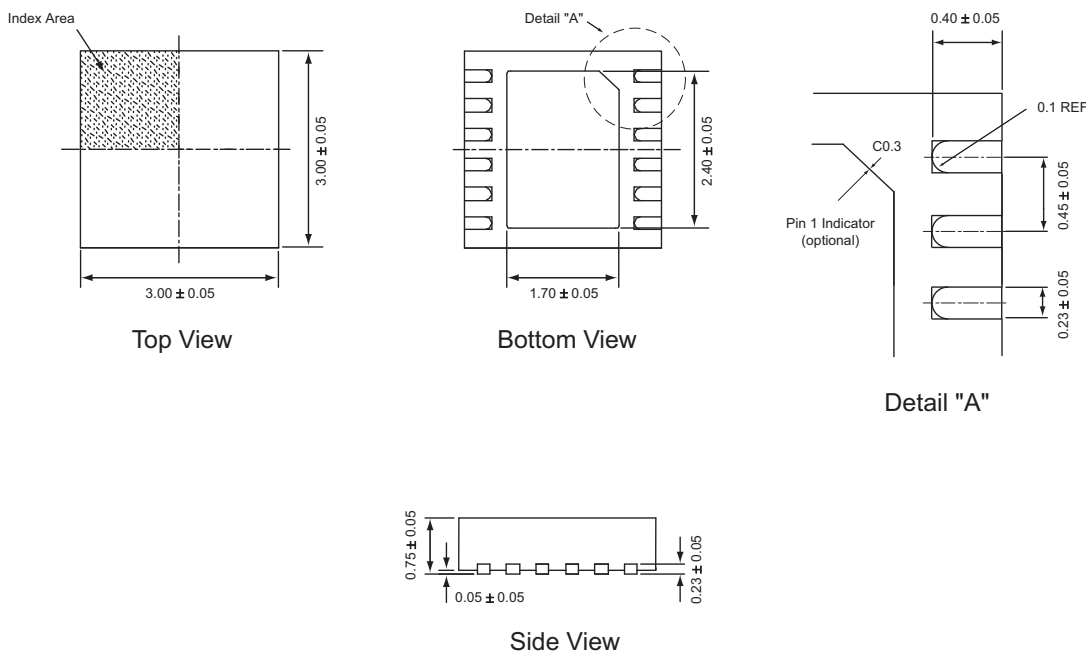 Index Area
3.00 ± 0.05
3.00 ± 0.05
Top View
Detail "A"
2.40 ± 0.05
1.70 ± 0.05
Bottom View
0.40 ± 0.05
0.1 REF
C0.3
Pin 1 Indicator
(optional)
0.45 ± 0.05
0.23 ± 0.05
Detail "A"
0.75 ± 0.05
0.05 ± 0.05
0.23 ± 0.05
Side View